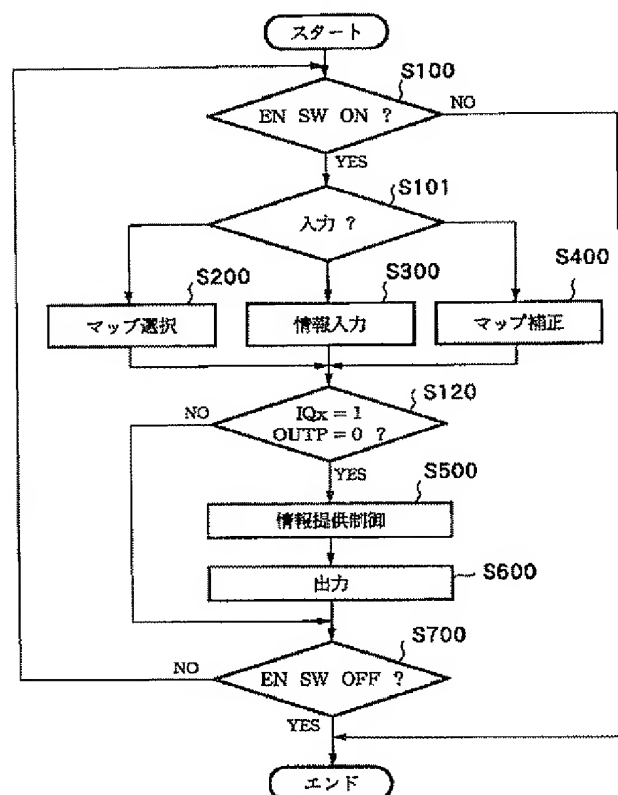 スタート
S100
EN SW ON ?
NO
YES
S101
入力 ?
S200
マップ選択
S300
情報入力
S400
マップ補正
S120
IQx = 1
OUTP = 0 ?
NO
YES
S500
情報提供制御
S600
出力
S700
EN SW OFF ?
NO
YES
エンド